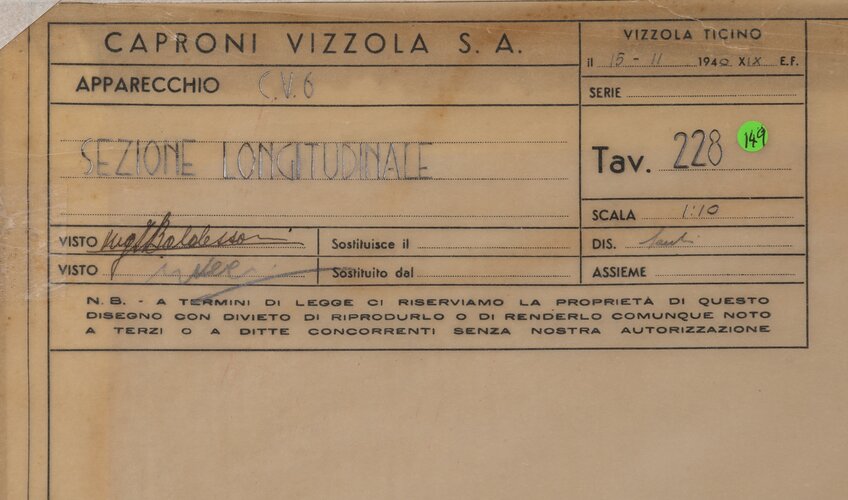 CAPRONI VIZZOLA S. A.
VIZZOLA TICINO
il 15 - 11 1940 XIX E.F.
APPARECCHIO C.V.6
SERIE
SEZIONE LONGITUDINALE
Tav. 228 149
SCALA 1:10
VISTO Baldesson
Sostituisce il
DIS.
VISTO
Sostituito dal
ASSIEME
N.B. - A TERMINI DI LEGGE CI RISERVIAMO LA PROPRIETÀ DI QUESTO
DISEGNO CON DIVIETO DI RIPRODURLO O DI RENDERLO COMUNQUE NOTO
A TERZI O A DITTE CONCORRENTI SENZA NOSTRA AUTORIZZAZIONE